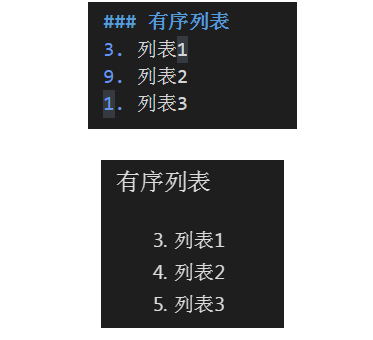 ### 有序列表
3. 列表1
9. 列表2
1. 列表3
有序列表
3. 列表1
4. 列表2
5. 列表3